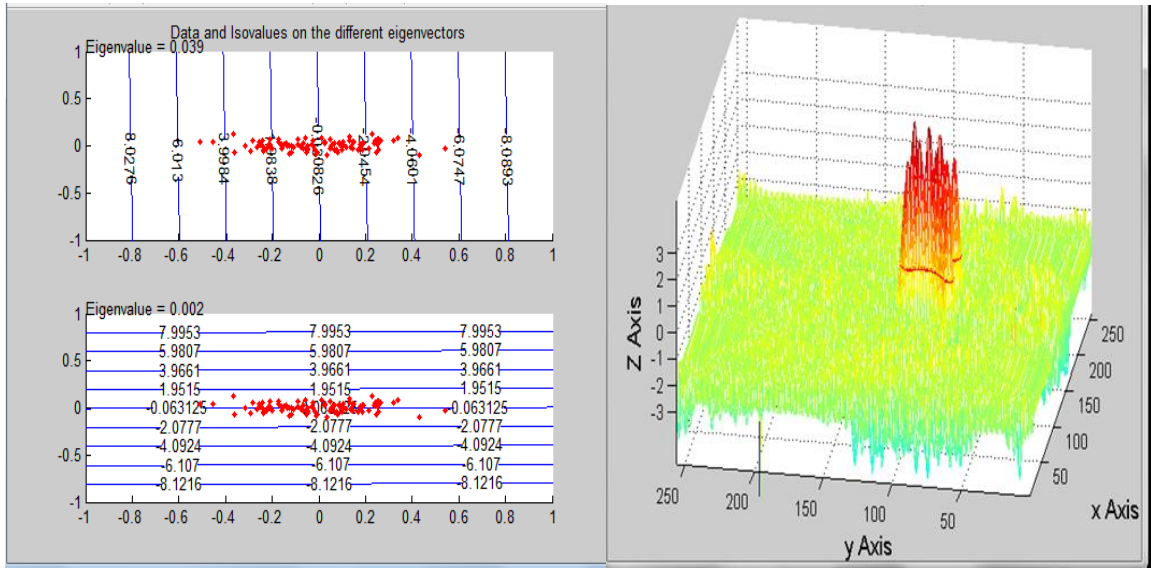 Data and Isovalues on the different eigenvectors
Eigenvalue = 0.039
1
0.5
0
-0.5
-1
8.0276
6.013
3.9984
-4.0601
-6.0747
-8.0893
-1 -0.8 -0.6 -0.4 -0.2 0 0.2 0.4 0.6 0.8 1
Eigenvalue = 0.002
1
0.5
0
-0.5
-1
7.9953 7.9953 7.9953
5.9807 5.9807 5.9807
3.9661 3.9661 3.9661
1.9515 1.9515 1.9515
-0.063125 -0.063125
-2.0777 -2.0777 -2.0777
-4.0924 -4.0924 -4.0924
-6.107 -6.107 -6.107
-8.1216 -8.1216 -8.1216
-1 -0.8 -0.6 -0.4 -0.2 0 0.2 0.4 0.6 0.8 1
Z Axis
3
2
1
0
-1
-2
-3
250 200 150 100 50
y Axis
250
200
150
100
50
x Axis